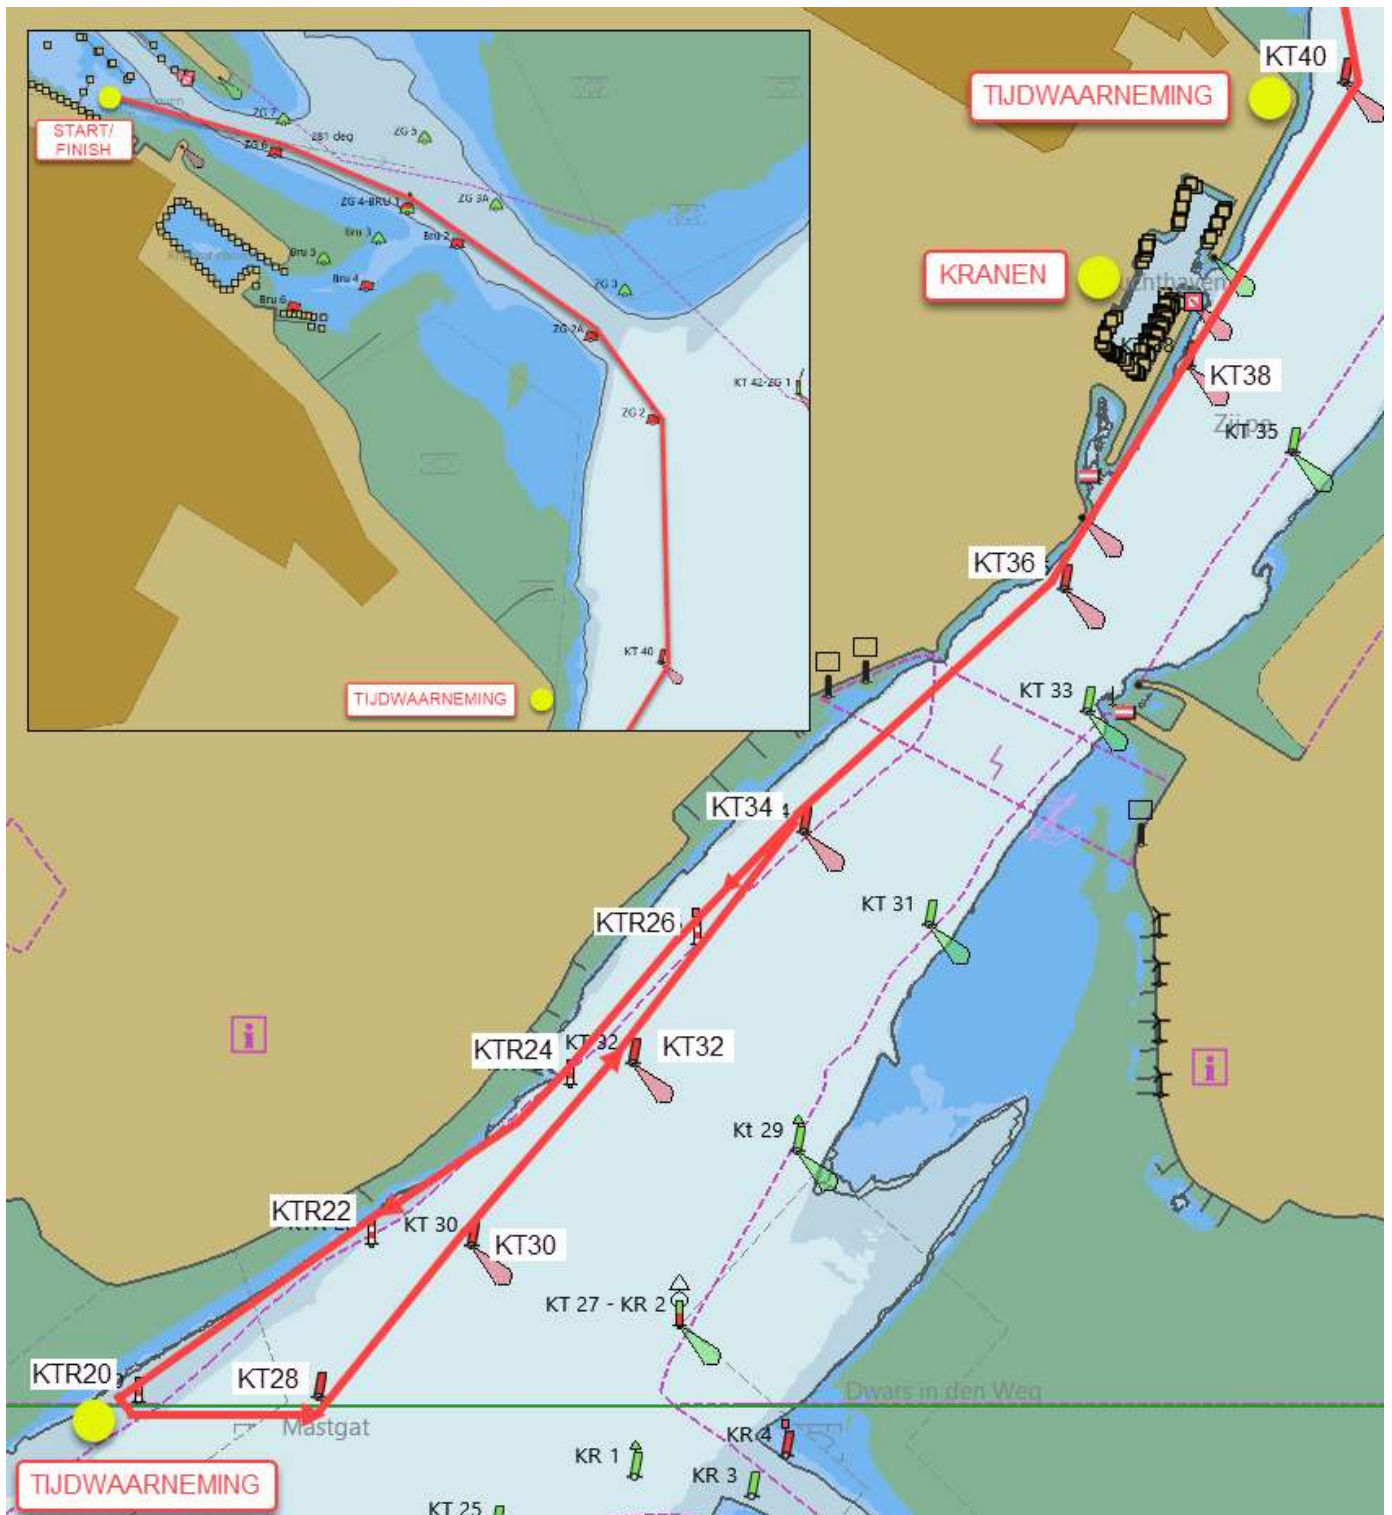 START/
FINISH
ZG 7
281 deg
ZG 5
ZG 6
ZG 4-BRU 1
ZG 3A
Bru 3
Bru 2
Bru 5
Bru 4
Bru 6
ZG 3
ZG 2A
KT 42-ZG 1
ZG 2
KT 40
TIJDWAARNEMING
KT40
TIJDWAARNEMING
KRANEN
KT38
Zijpe
KT 35
KT36
KT 33
KT34
KT 31
KTR26
KTR24
KT 32
KT32
Kt 29
KTR22
KT 30
KT30
KT 27 - KR 2
KTR20
KT28
Dwars in den Weg
Mastgat
KR 4
KR 1
KR 3
TIJDWAARNEMING
KT 25